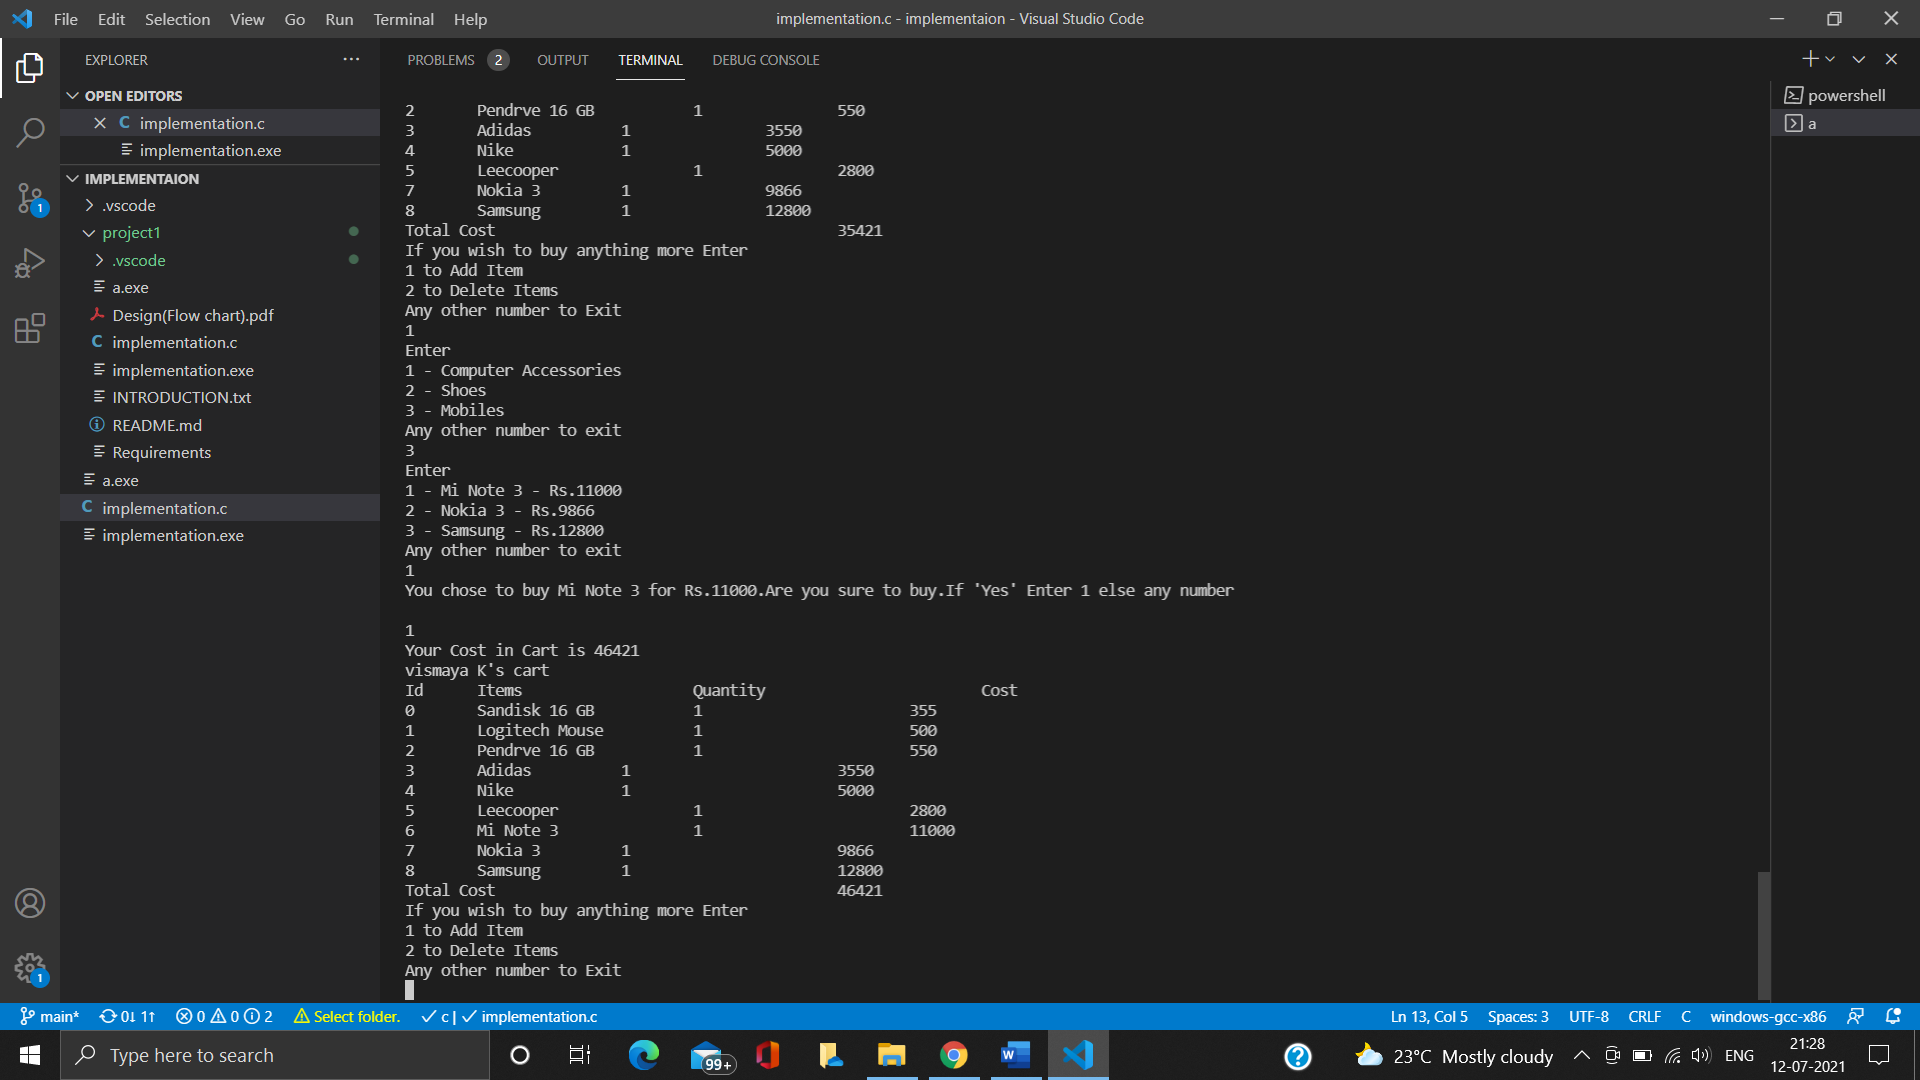 File Edit Selection View Go Run Terminal Help
implementation.c - implementaion - Visual Studio Code
EXPLORER
OPEN EDITORS
C implementation.c
implementation.exe
IMPLEMENTAION
.vscode
project1
.vscode
a.exe
Design(Flow chart).pdf
C implementation.c
implementation.exe
INTRODUCTION.txt
README.md
Requirements
a.exe
C implementation.c
implementation.exe
1
1
PROBLEMS 2 OUTPUT TERMINAL DEBUG CONSOLE
2 Pendrve 16 GB 1 550
3 Adidas 1 3550
4 Nike 1 5000
5 Leecooper 1 2800
7 Nokia 3 1 9866
8 Samsung 1 12800
Total Cost 35421
If you wish to buy anything more Enter
1 to Add Item
2 to Delete Items
Any other number to Exit
1
Enter
1 - Computer Accessories
2 - Shoes
3 - Mobiles
Any other number to exit
3
Enter
1 - Mi Note 3 - Rs.11000
2 - Nokia 3 - Rs.9866
3 - Samsung - Rs.12800
Any other number to exit
1
You chose to buy Mi Note 3 for Rs.11000.Are you sure to buy.If 'Yes' Enter 1 else any number
1
Your Cost in Cart is 46421
vismaya K's cart
Id Items Quantity Cost
0 Sandisk 16 GB 1 355
1 Logitech Mouse 1 500
2 Pendrve 16 GB 1 550
3 Adidas 1 3550
4 Nike 1 5000
5 Leecooper 1 2800
6 Mi Note 3 1 11000
7 Nokia 3 1 9866
8 Samsung 1 12800
Total Cost 46421
If you wish to buy anything more Enter
1 to Add Item
2 to Delete Items
Any other number to Exit
powershell
a
main* 0↓ 1↑ 0 0 2 Select folder. ✓ c | ✓ implementation.c
Ln 13, Col 5 Spaces: 3 UTF-8 CRLF C windows-gcc-x86
Type here to search
99+
23°C Mostly cloudy
ENG
21:28
12-07-2021